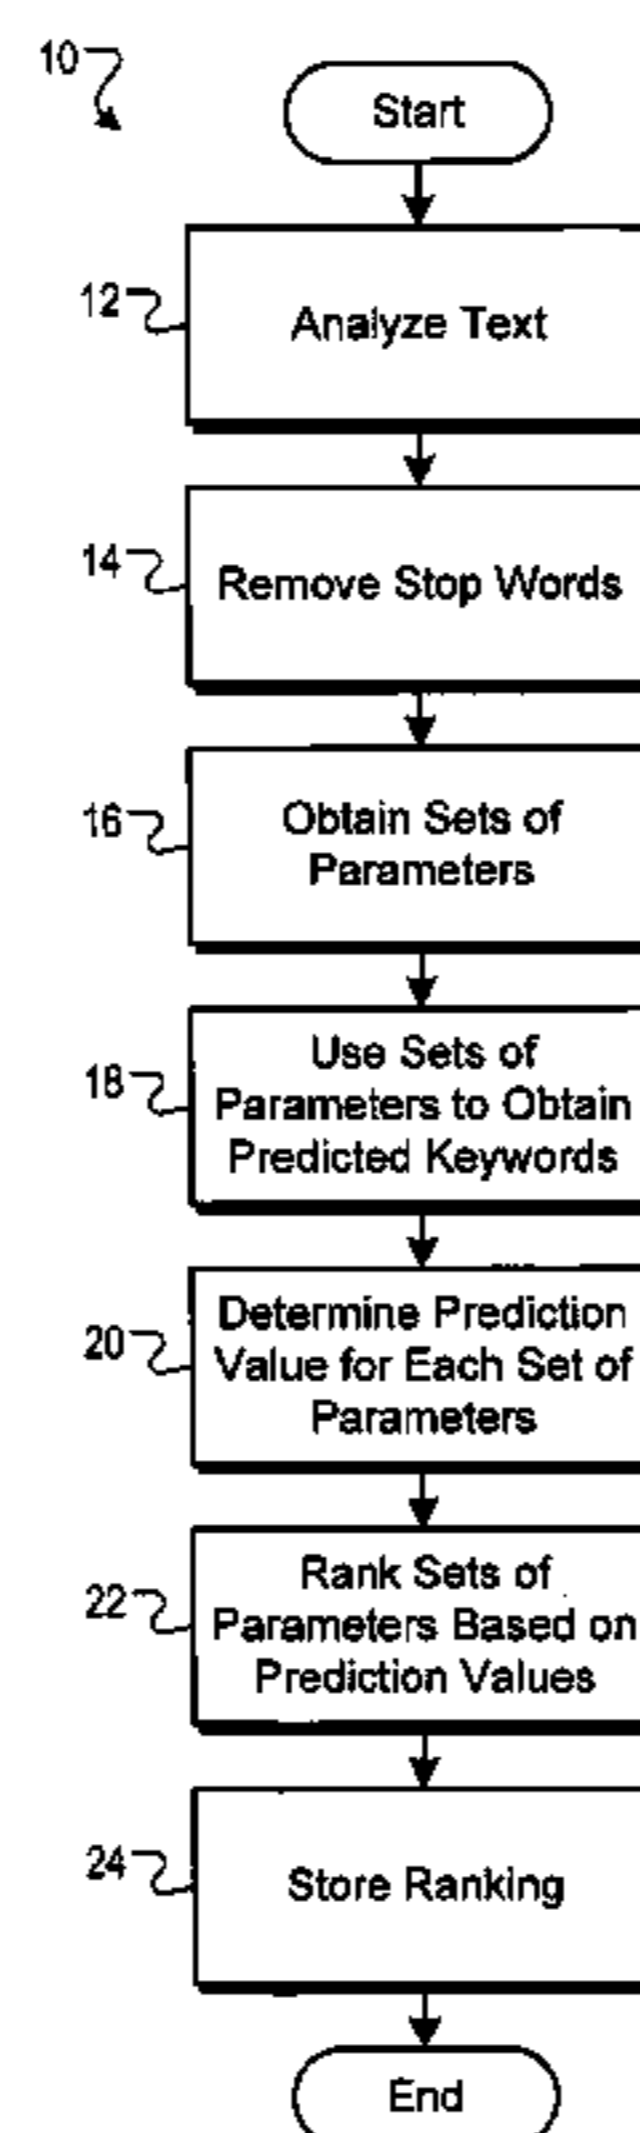 10
Start
12
Analyze Text
14
Remove Stop Words
16
Obtain Sets of
Parameters
18
Use Sets of
Parameters to Obtain
Predicted Keywords
20
Determine Prediction
Value for Each Set of
Parameters
22
Rank Sets of
Parameters Based on
Prediction Values
24
Store Ranking
End